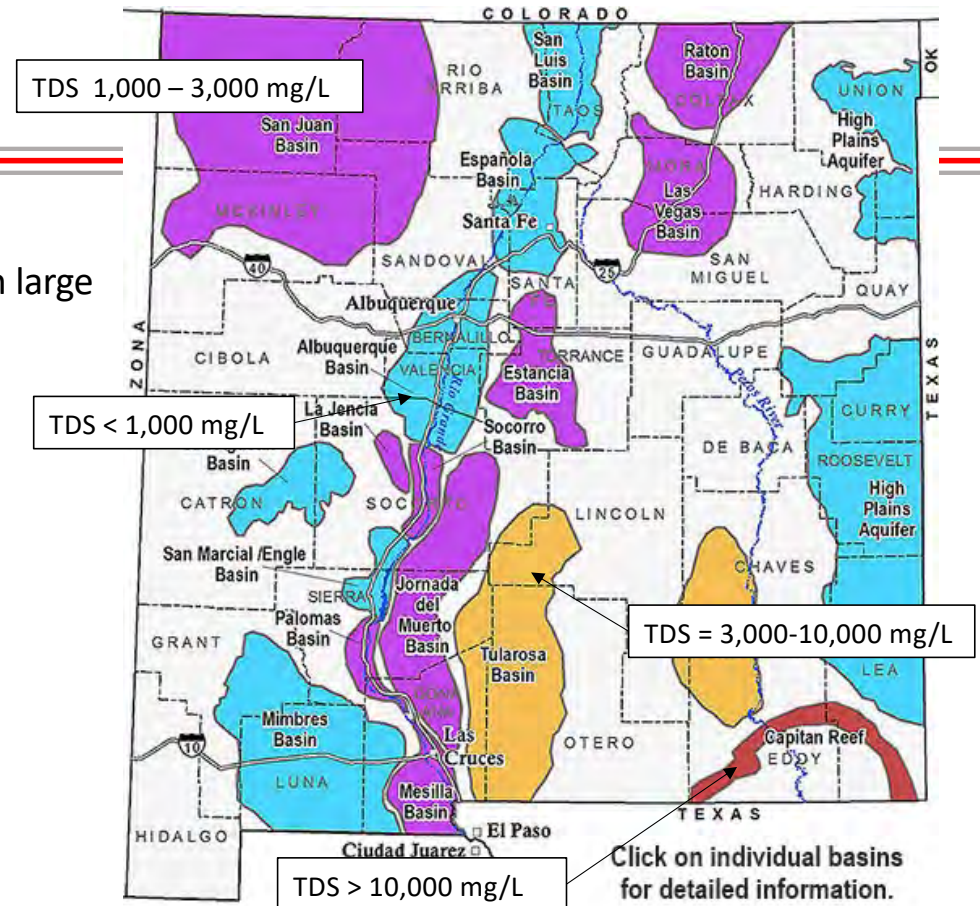 COLORADO
OK
TDS 1,000 – 3,000 mg/L
RIO
ARRIBA
San
Luis
Basin
TAOS
Raton
Basin
COLFAX
UNION
High
Plains
Aquifer
San Juan
Basin
Española
Basin
MORA
Las
Vegas
Basin
HARDING
MCKINLEY
Santa Fe
SANDOVAL
40
25
SAN
MIGUEL
QUAY
large
SANTA
Albuquerque
BERNALILLO
ZONA
CIBOLA
Albuquerque
Basin
VALENCIA
Rio Grande
TORRANCE
Estancia
Basin
GUADALUPE
Pecos River
TEXAS
TDS < 1,000 mg/L
La Jencia
Basin
Socorro
Basin
CURRY
DE BACA
ROOSEVELT
High
Plains
Aquifer
Basin
CATRON
SOCORRO
LINCOLN
San Marcial /Engle
Basin
SIERRA
Jornada
del
Muerto
Basin
CHAVES
Palomas
Basin
GRANT
TDS = 3,000-10,000 mg/L
Tularosa
Basin
LEA
DONA
ANA
Mimbres
Basin
Las
Cruces
OTERO
Capitan Reef
EDDY
10
LUNA
Mesilla
Basin
TEXAS
HIDALGO
El Paso
Ciudad Juarez
TDS > 10,000 mg/L
Click on individual basins
for detailed information.